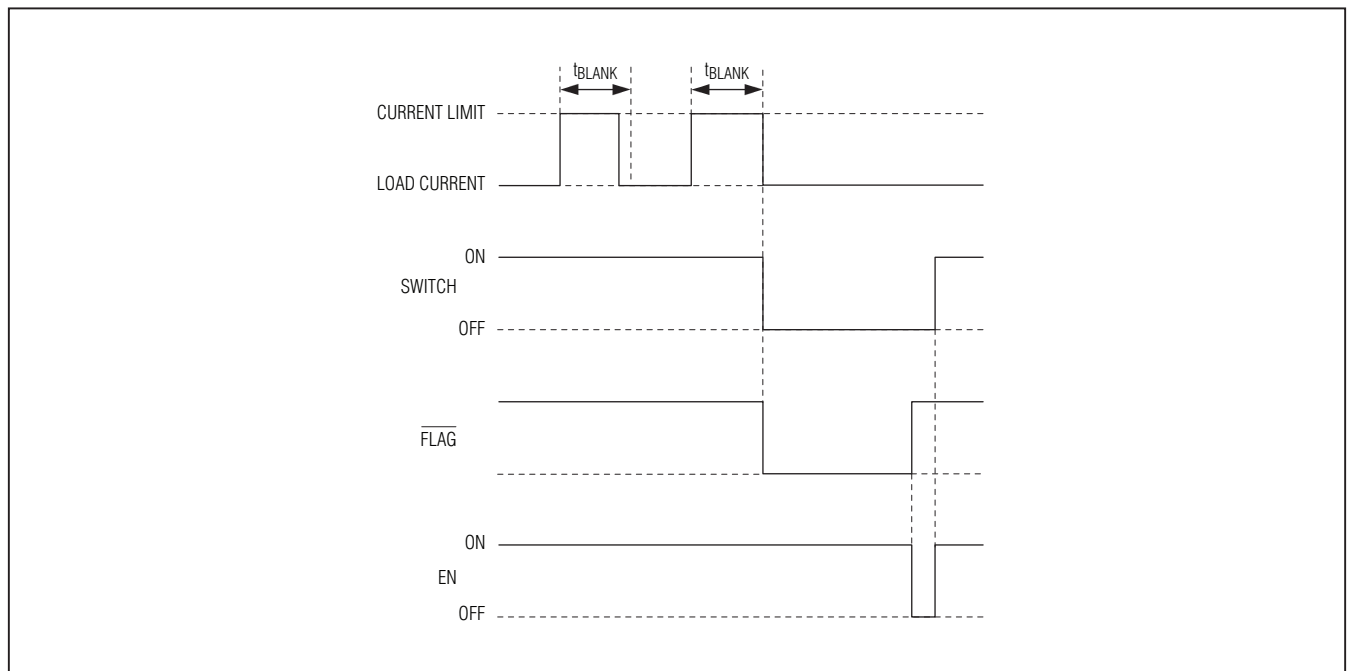 tBLANK tBLANK
CURRENT LIMIT
LOAD CURRENT
ON
SWITCH
OFF
FLAG
ON
EN
OFF